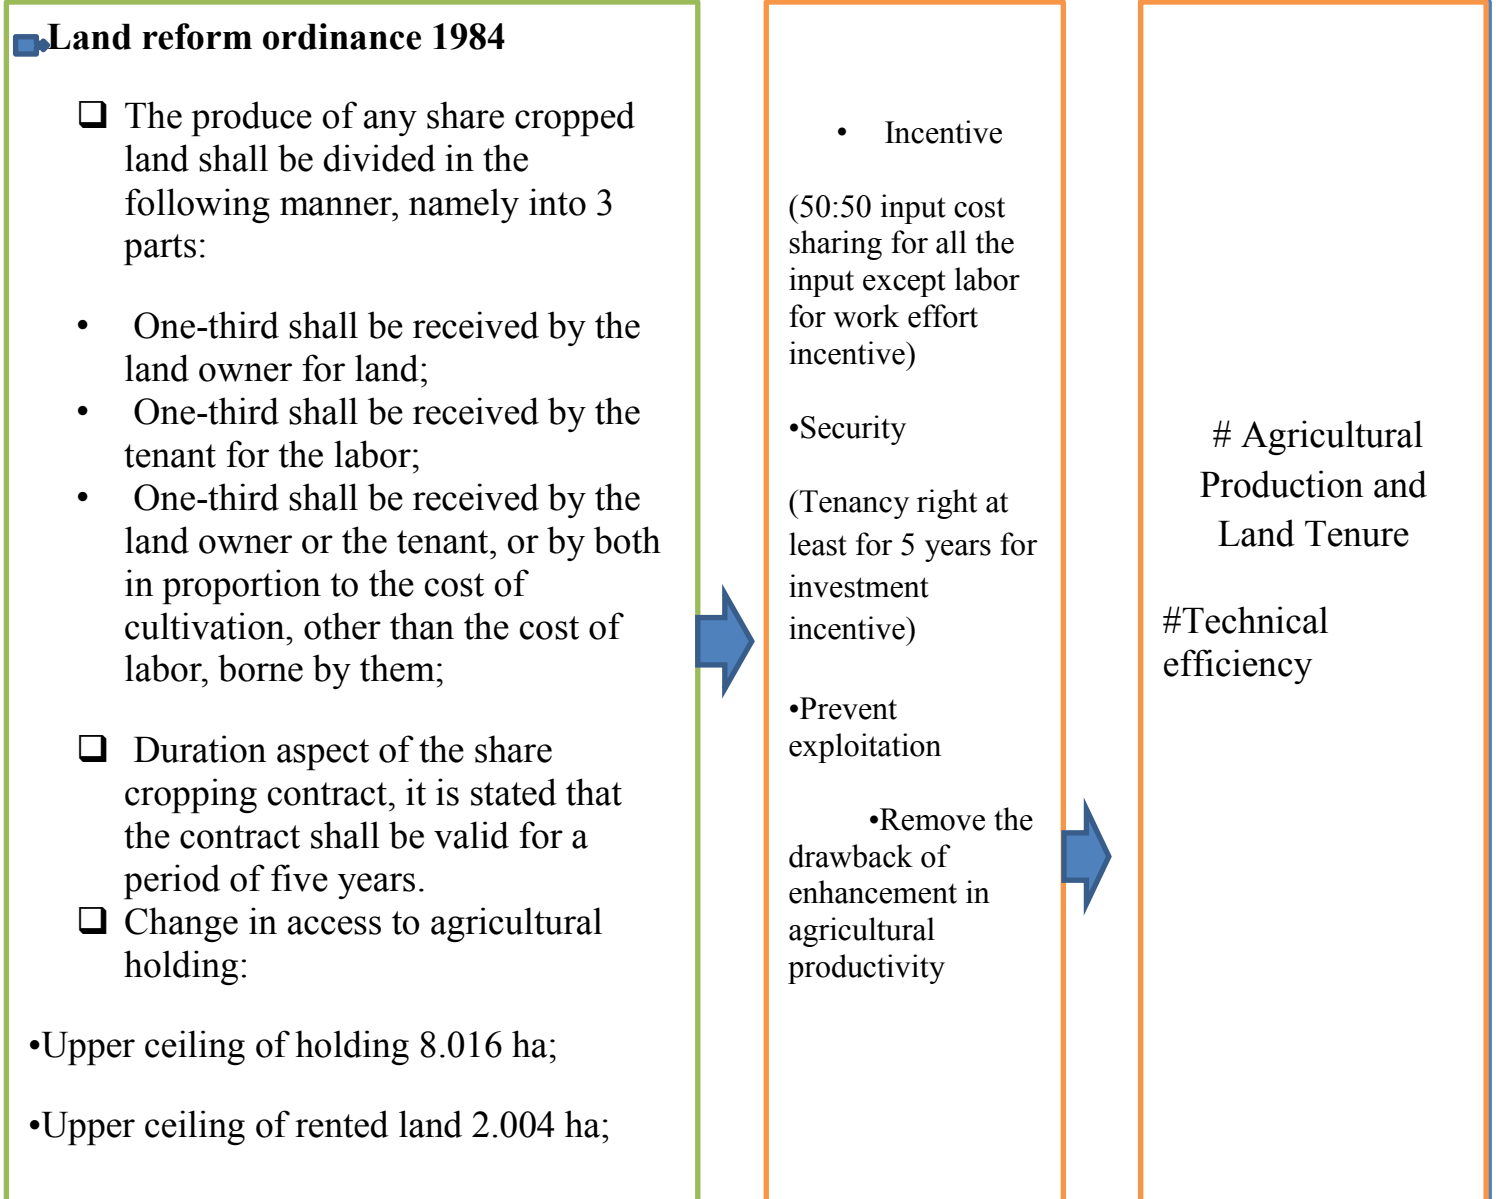 Land reform ordinance 1984
❑ The produce of any share cropped
land shall be divided in the
following manner, namely into 3
parts:
• One-third shall be received by the
land owner for land;
• One-third shall be received by the
tenant for the labor;
• One-third shall be received by the
land owner or the tenant, or by both
in proportion to the cost of
cultivation, other than the cost of
labor, borne by them;
❑ Duration aspect of the share
cropping contract, it is stated that
the contract shall be valid for a
period of five years.
❑ Change in access to agricultural
holding:
•Upper ceiling of holding 8.016 ha;
•Upper ceiling of rented land 2.004 ha;
• Incentive
(50:50 input cost
sharing for all the
input except labor
for work effort
incentive)
•Security
(Tenancy right at
least for 5 years for
investment
incentive)
•Prevent
exploitation
•Remove the
drawback of
enhancement in
agricultural
productivity
# Agricultural
Production and
Land Tenure
#Technical
efficiency